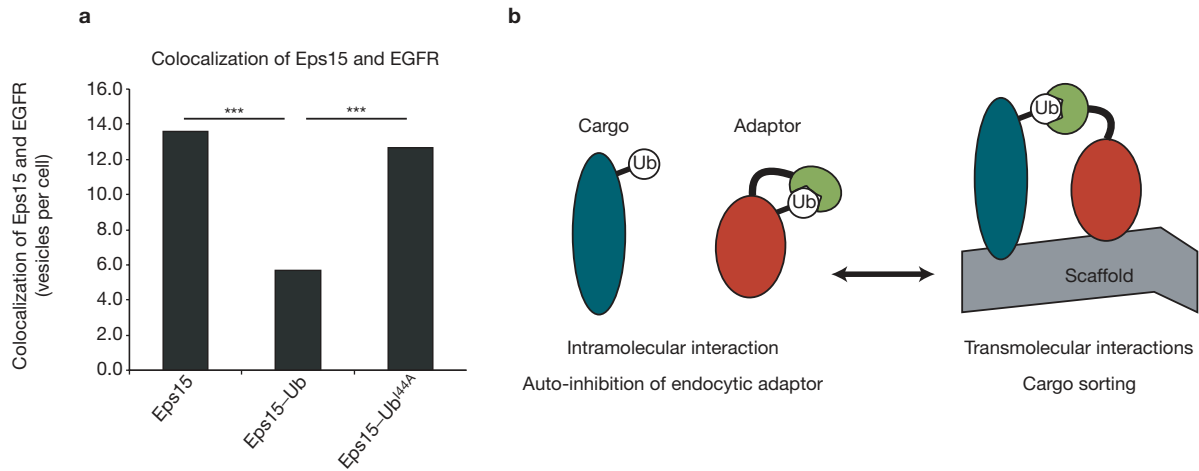 a
Colocalization of Eps15 and EGFR
Colocalization of Eps15 and EGFR
(vesicles per cell)
16.0
14.0
12.0
10.0
8.0
6.0
4.0
2.0
0.0
***
***
Eps15
Eps15–Ub
Eps15–Ub^I44A
b
Cargo
Adaptor
Ub
Ub
Ub
Scaffold
Intramolecular interaction
Auto-inhibition of endocytic adaptor
Transmolecular interactions
Cargo sorting